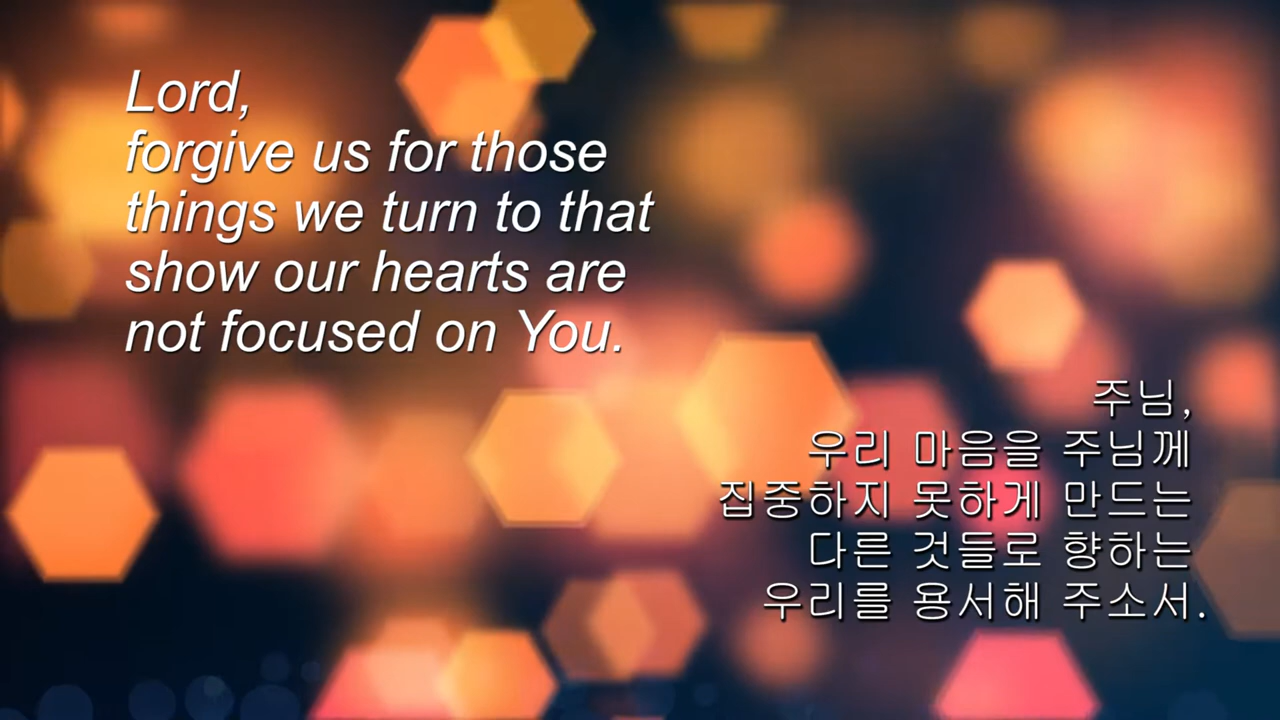 Lord,
forgive us for those
things we turn to that
show our hearts are
not focused on You.
주님,
우리 마음을 주님께
집중하지 못하게 만드는
다른 것들로 향하는
우리를 용서해 주소서.